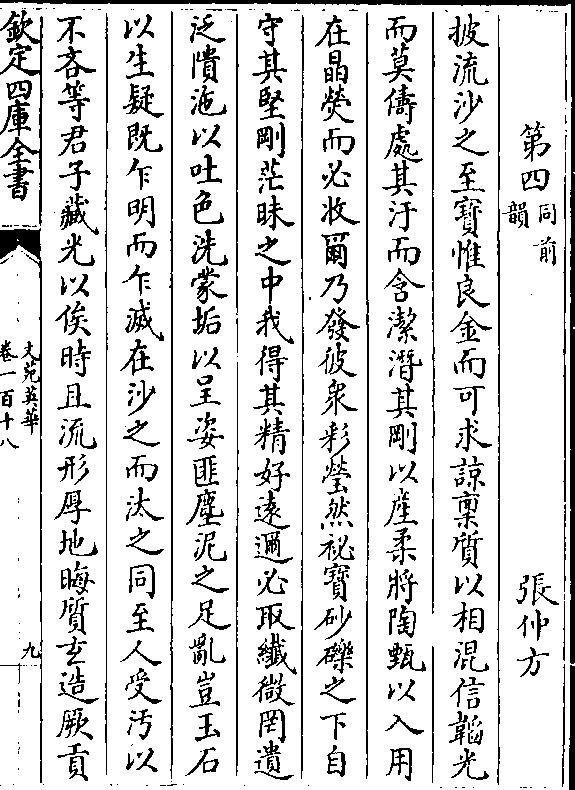 第四同前韻 張仲方
披流沙之至寶惟良金而可求諒稟質以相混信韜光
而莫儔處其汙而含潔潛其剛以產柔將陶甄以入用
在晶熒而必收爾乃發彼衆彩瑩然祕寶砂礫之下自
守其堅剛茫昧之中我得其精好遠邇必取纖微罔遺
泛濆沲以吐色洗蒙垢以呈姿匪塵泥之足亂豈玉石
以生疑既乍明而乍滅在沙之而汰之同至人受汚以
不吝等君子藏光以俟時且流形厚地晦質玄造厥貢
欽定四庫全書
文苑英華
卷一百十八
九